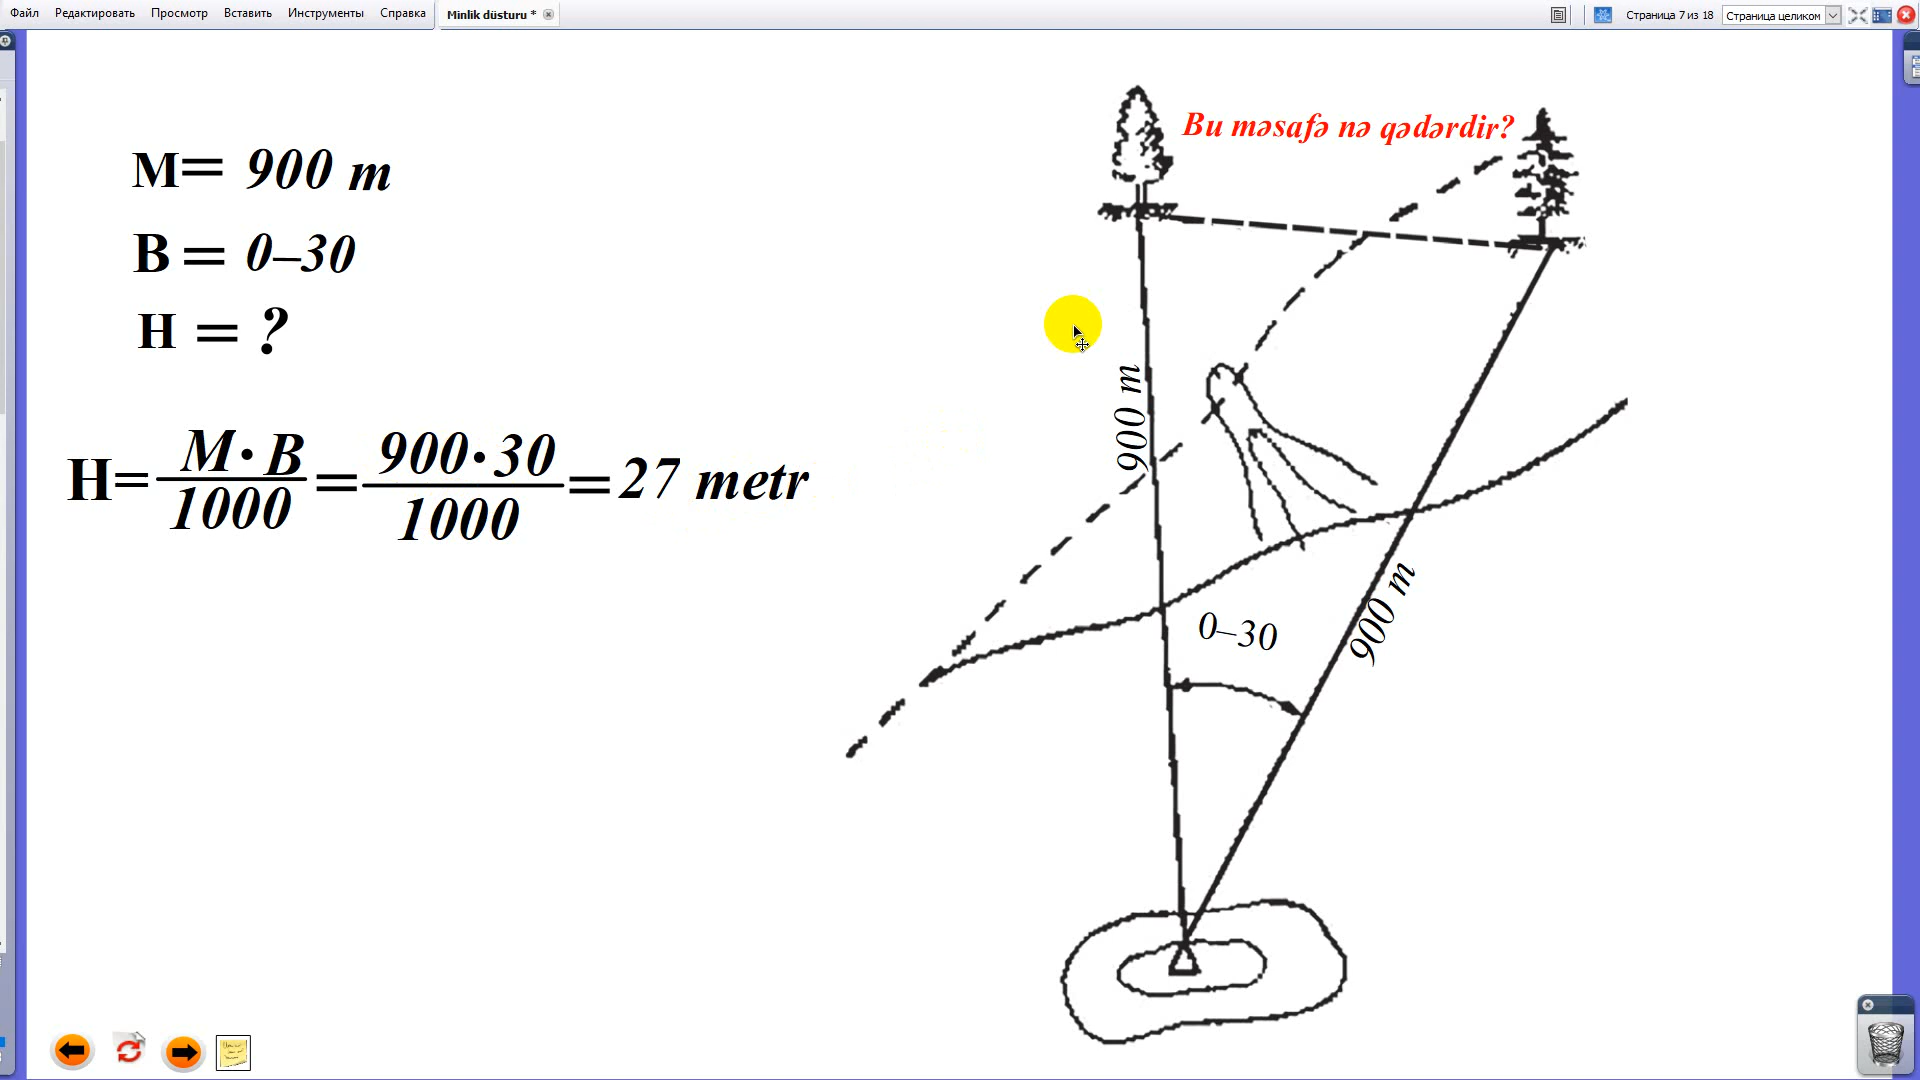 Файл Редактировать Просмотр Вставить Инструменты Справка Minlik düsturu * Страница 7 из 18 Страница целиком
Bu məsafə nə qədərdir?
M= 900 m
B = 0–30
H = ?
H= M·B / 1000 = 900·30 / 1000 = 27 metr
900 m
0–30
900 m